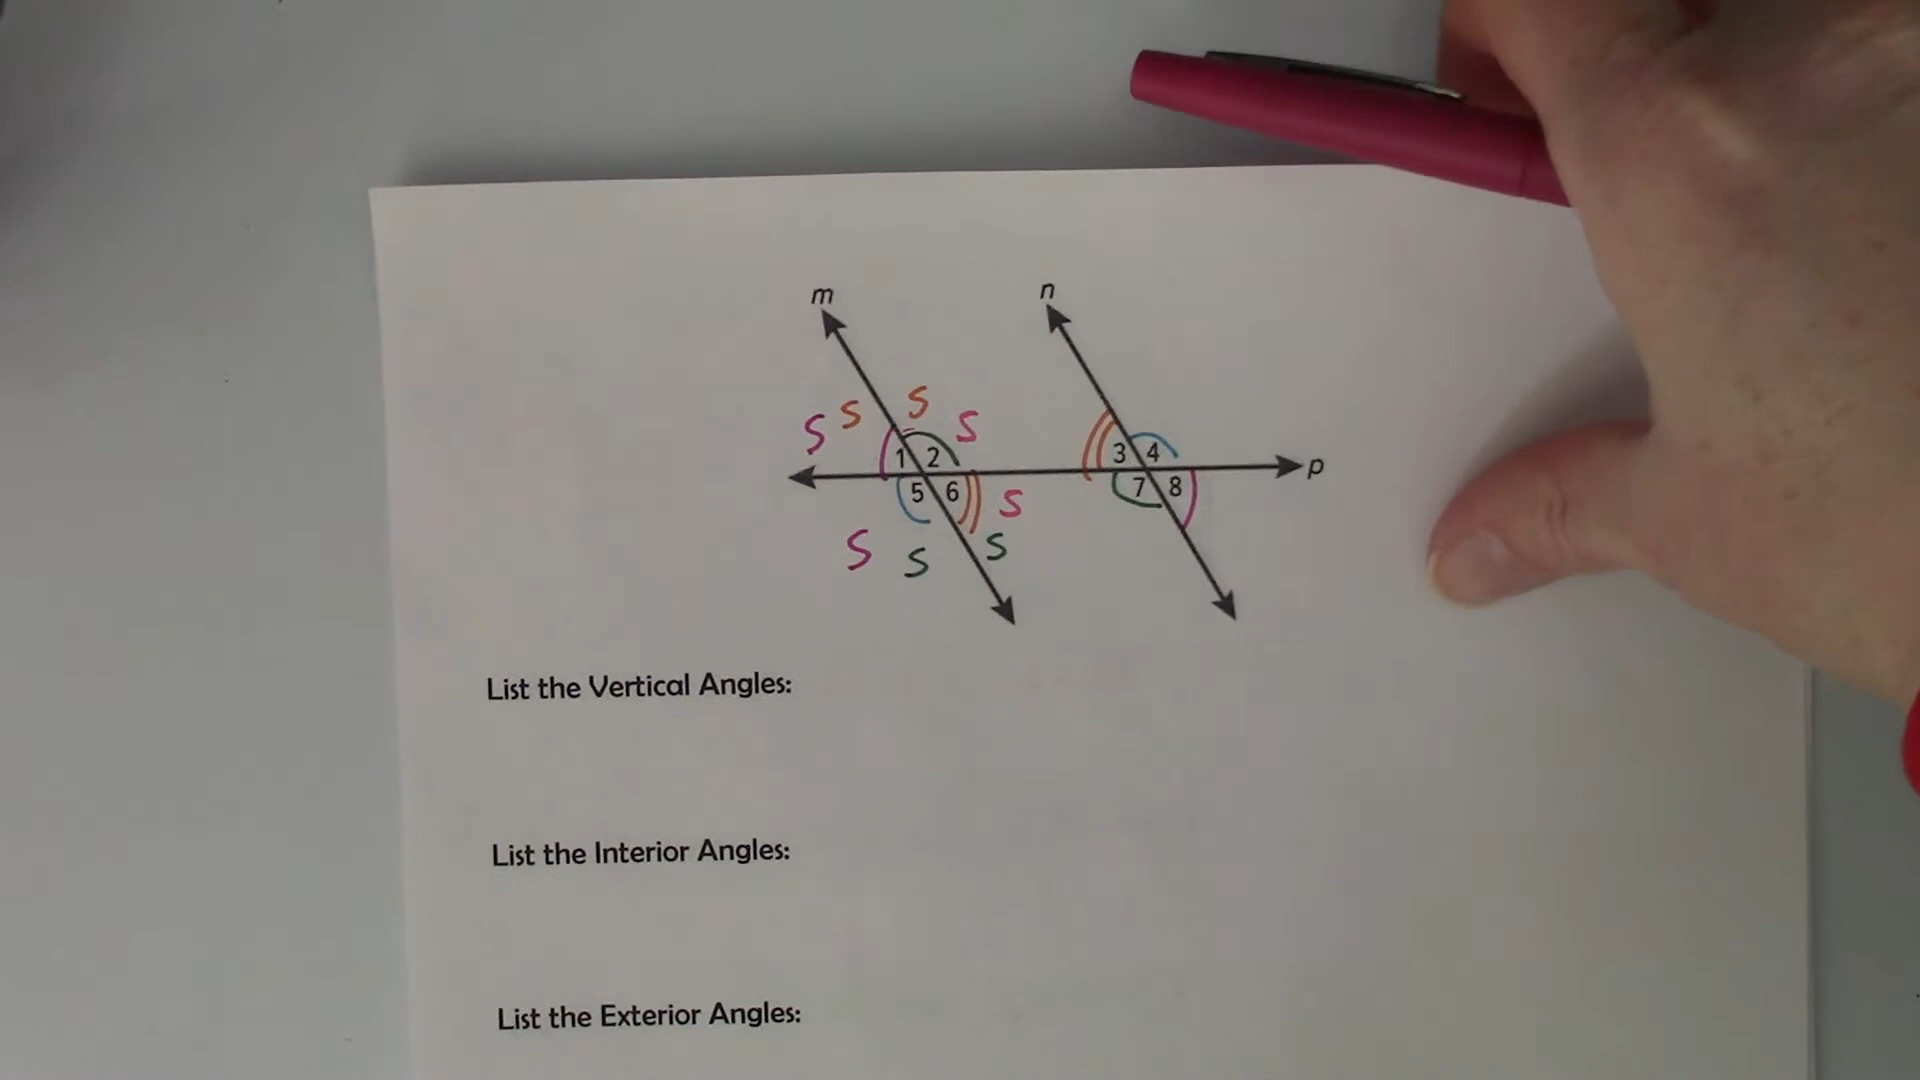 m n
S S S S
1 2 3 4 p
5 6 S 7 8
S S S
List the Vertical Angles:
List the Interior Angles:
List the Exterior Angles: